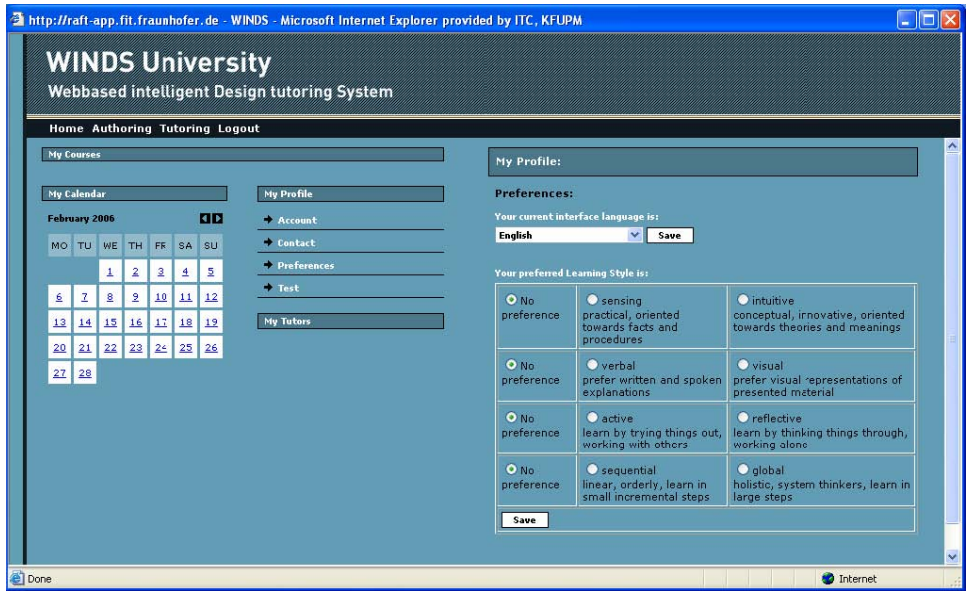 http://raft-app.fit.fraunhofer.de - WINDS - Microsoft Internet Explorer provided by ITC, KFUPM
WINDS University
Webbased intelligent Design tutoring System
Home Authoring Tutoring Logout
My Courses
My Calendar
February 2006
MO TU WE TH FR SA SU
1 2 3 4 5
6 7 8 9 10 11 12
13 14 15 16 17 18 19
20 21 22 23 24 25 26
27 28
My Profile
Account
Contact
Preferences
Test
My Tutors
My Profile:
Preferences:
Your current interface language is:
English Save
Your preferred Learning Style is:
No
preference
sensing
practical, oriented
towards facts and
procedures
intuitive
conceptual, innovative, oriented
towards theories and meanings
No
preference
verbal
prefer written and spoken
explanations
visual
prefer visual representations of
presented material
No
preference
active
learn by trying things out,
working with others
reflective
learn by thinking things through,
working alone
No
preference
sequential
linear, orderly, learn in
small incremental steps
global
holistic, system thinkers, learn in
large steps
Save
Done
Internet